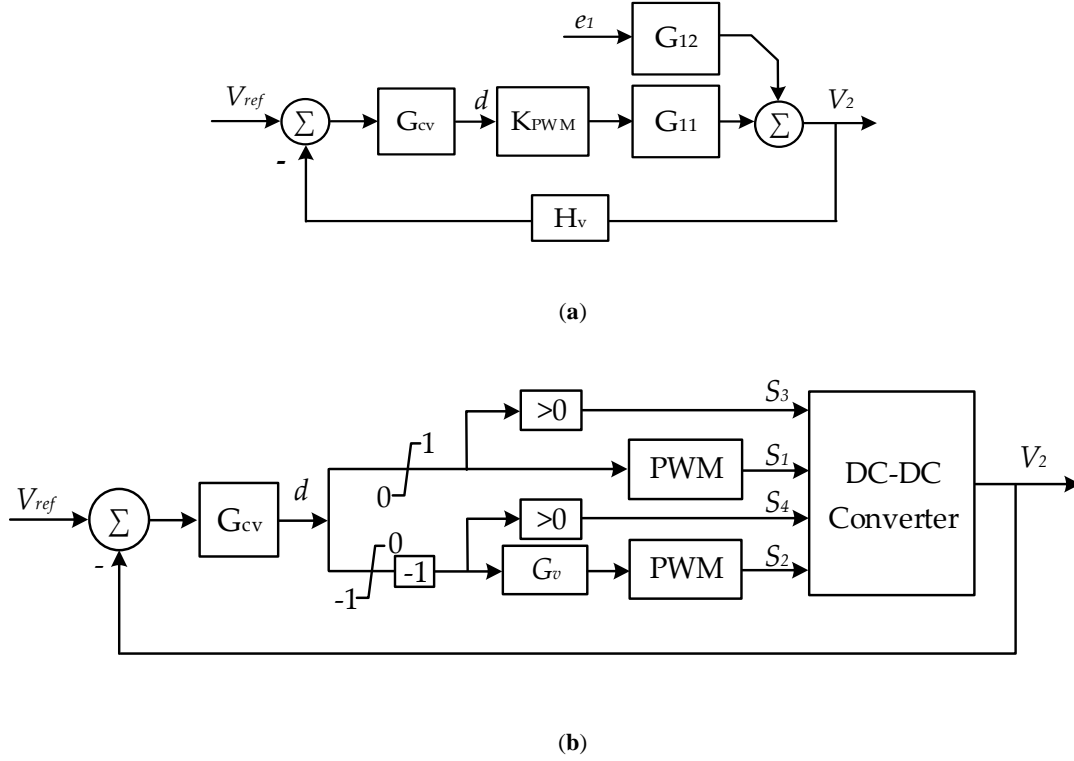 e1
G12
Vref
Σ
Gcv
d
KPWM
G11
Σ
V2
-
Hv
(a)
>0
S3
1
0
PWM
S1
DC-DC
Converter
V2
Vref
Σ
Gcv
d
-
>0
S4
0
-1
-1
Gv
PWM
S2
(b)